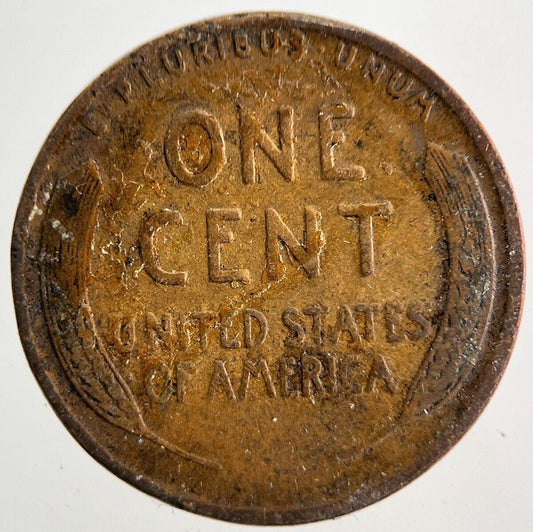 E PLURIBUS UNUM
ONE
CENT
UNITED STATES
OF AMERICA